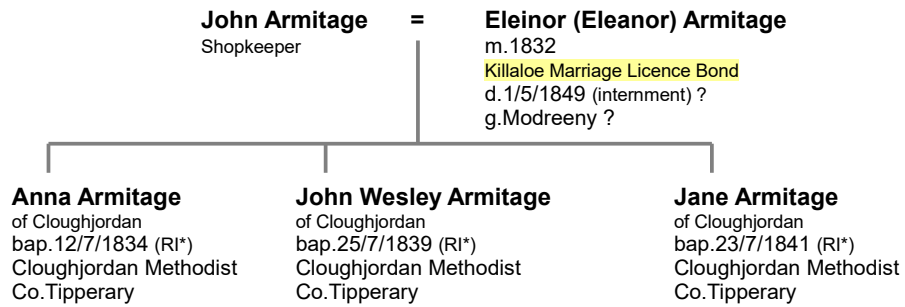 John Armitage = Eleinor (Eleanor) Armitage
Shopkeeper
m.1832
Killaloe Marriage Licence Bond
d.1/5/1849 (internment) ?
g.Modreeny ?
Anna Armitage
of Cloughjordan
bap.12/7/1834 (RI*)
Cloughjordan Methodist
Co.Tipperary
John Wesley Armitage
of Cloughjordan
bap.25/7/1839 (RI*)
Cloughjordan Methodist
Co.Tipperary
Jane Armitage
of Cloughjordan
bap.23/7/1841 (RI*)
Cloughjordan Methodist
Co.Tipperary